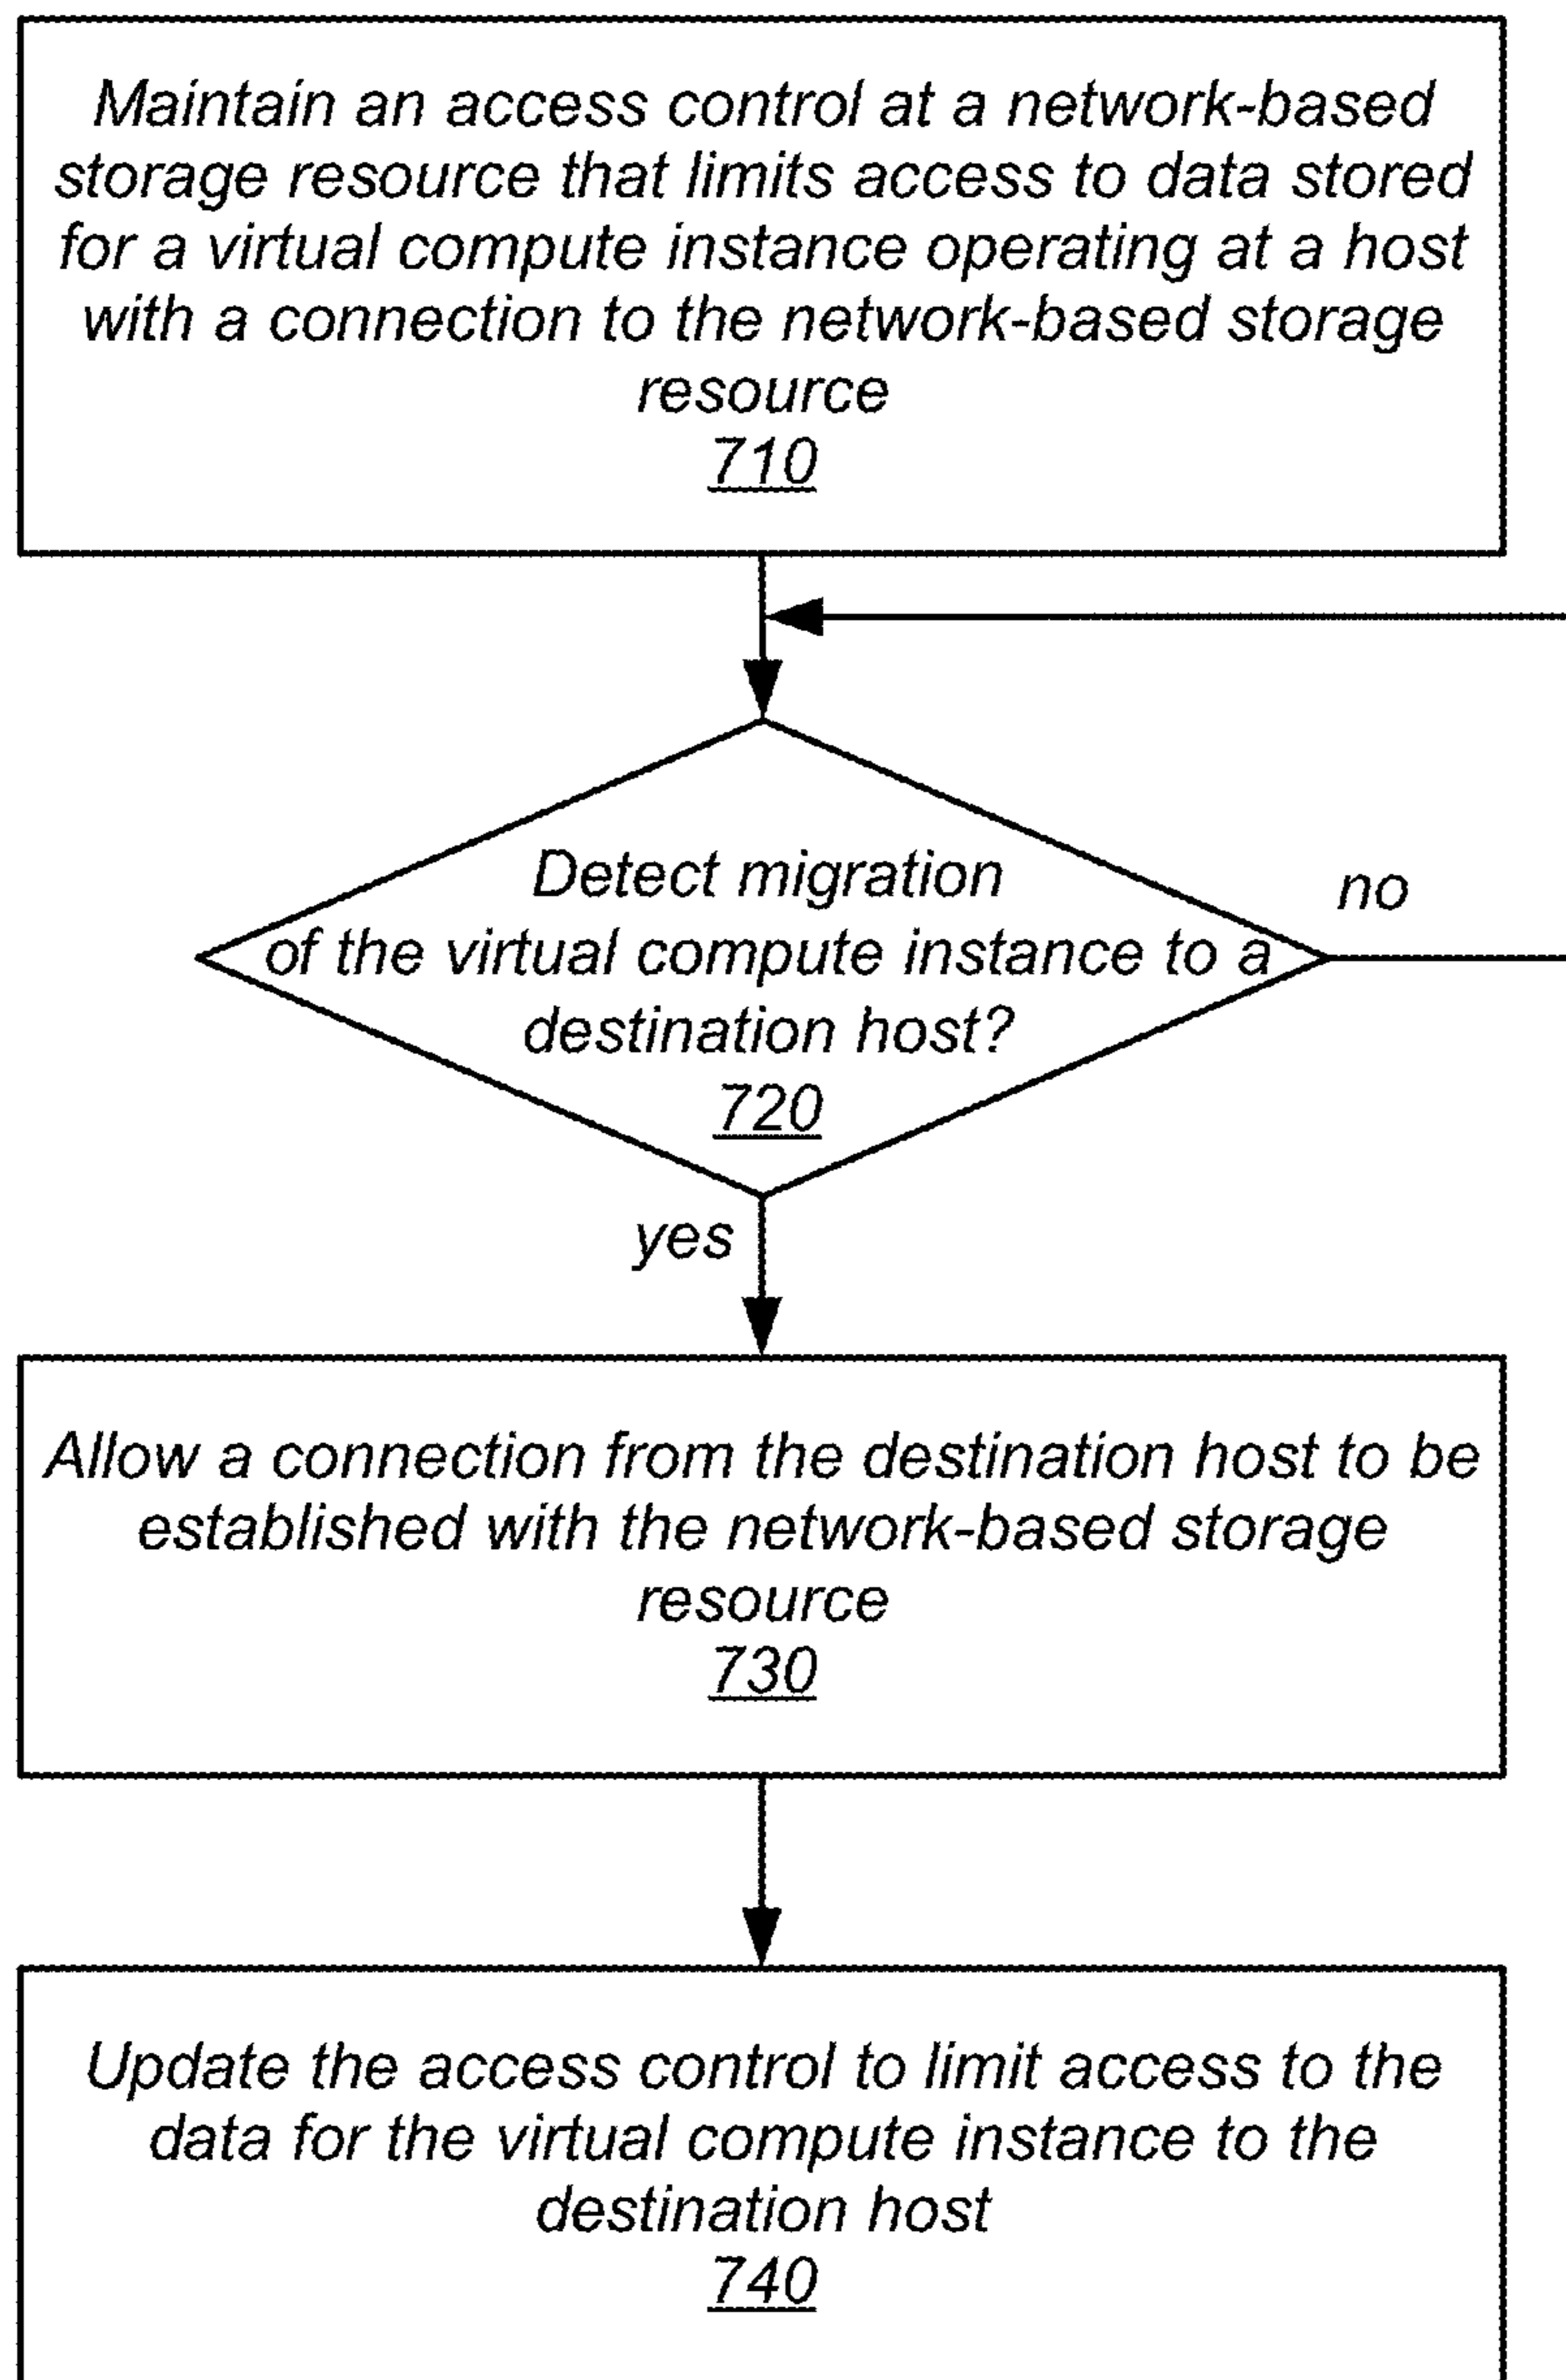 Maintain an access control at a network-based
storage resource that limits access to data stored
for a virtual compute instance operating at a host
with a connection to the network-based storage
resource
710
Detect migration
no
of the virtual compute instance to a
destination host?
720
yes
Allow a connection from the destination host to be
established with the network-based storage
resource
730
Update the access control to limit access to the
data for the virtual compute instance to the
destination host
740